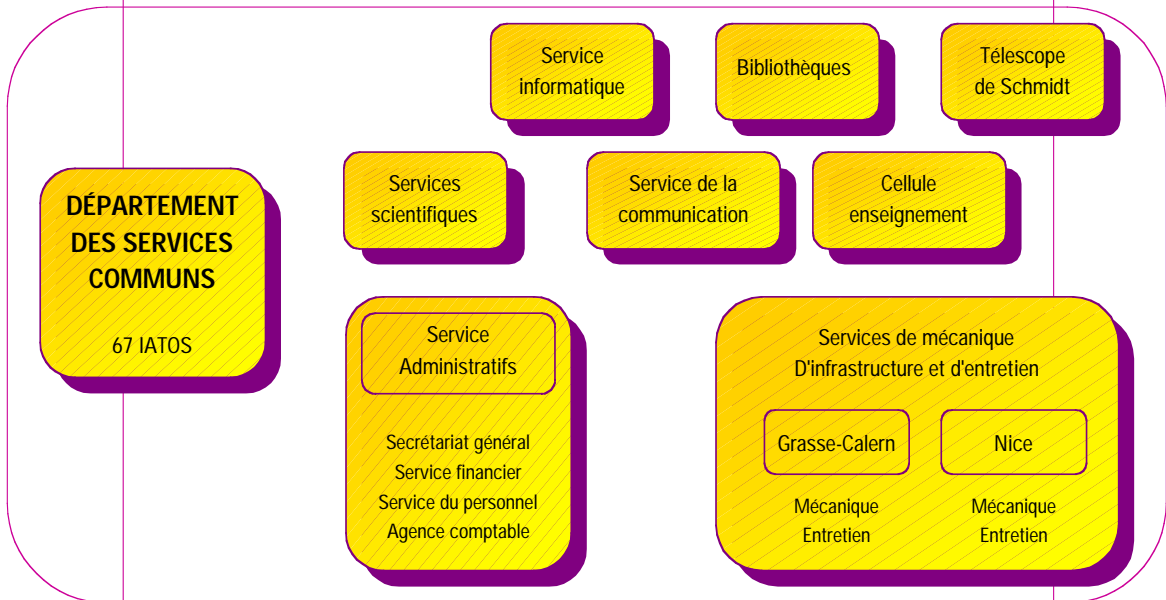 Service
informatique
Bibliothèques
Télescope
de Schmidt
Services
scientifiques
Service de la
communication
Cellule
enseignement
DÉPARTEMENT
DES SERVICES
COMMUNS
67 IATOS
Service
Administratifs
Secrétariat général
Service financier
Service du personnel
Agence comptable
Services de mécanique
D'infrastructure et d'entretien
Grasse-Calern
Mécanique
Entretien
Nice
Mécanique
Entretien